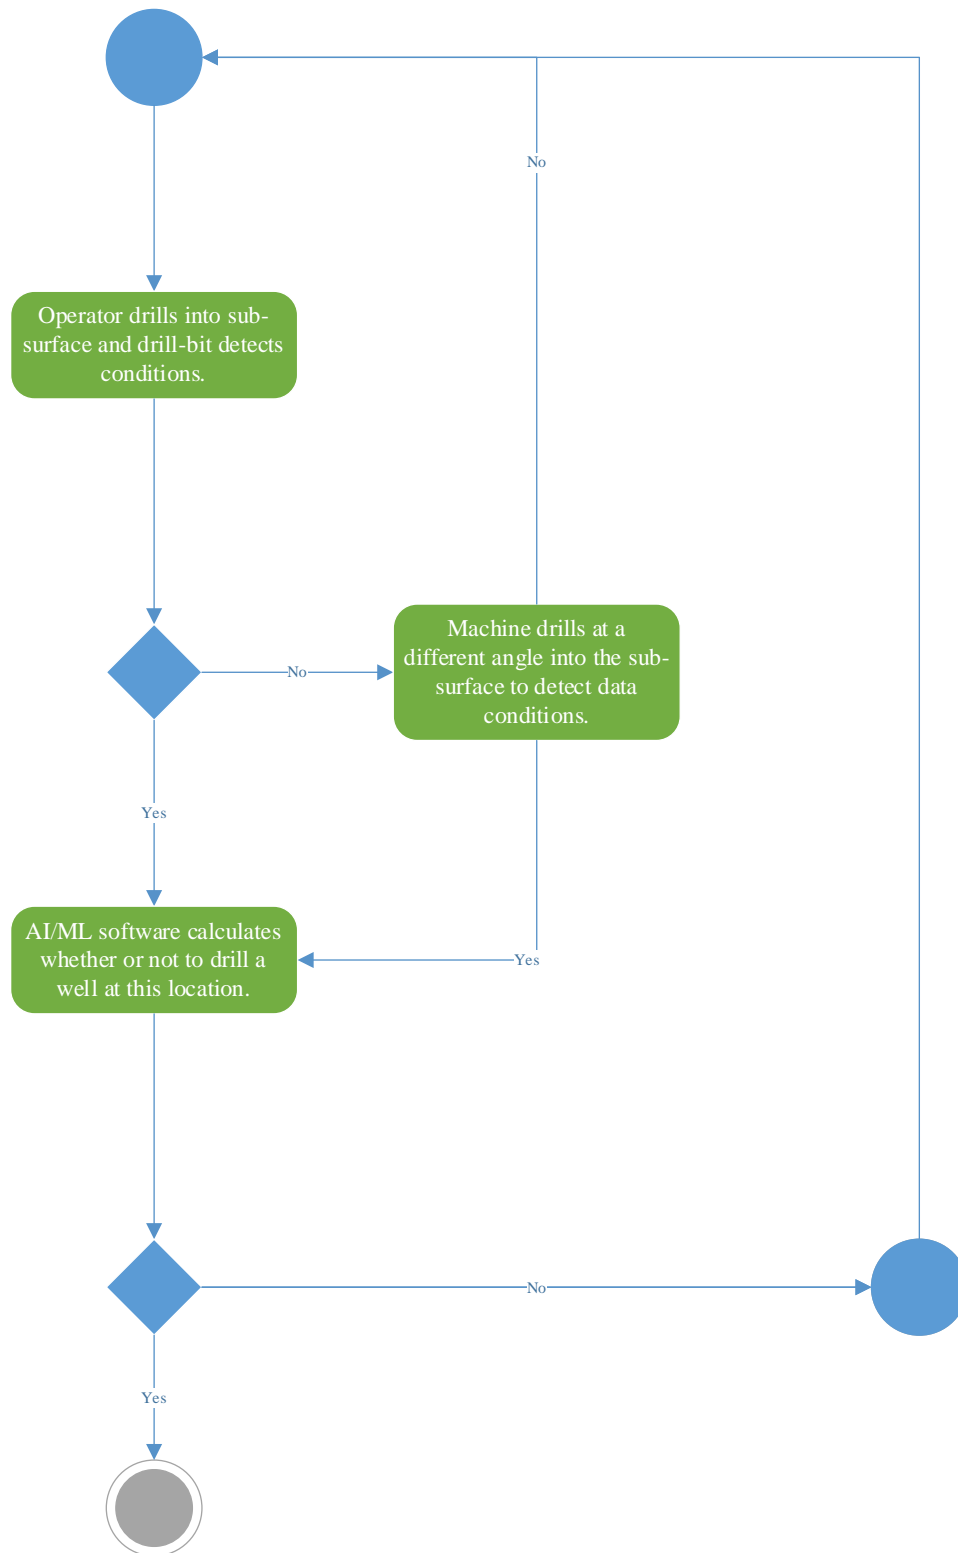 No
Operator drills into sub-
surface and drill-bit detects
conditions.
Machine drills at a
different angle into the sub-
surface to detect data
conditions.
No
Yes
AI/ML software calculates
whether or not to drill a
well at this location.
Yes
No
Yes